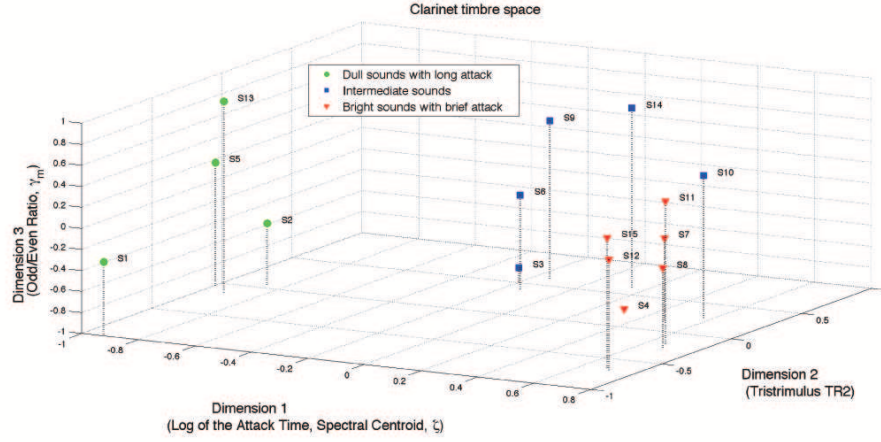 Clarinet timbre space
Dull sounds with long attack
Intermediate sounds
Bright sounds with brief attack
S13
S5
S2
S1
S9
S14
S6
S10
S11
S15
S7
S3
S12
S8
S4
Dimension 3
(Odd/Even Ratio, γm)
1
0.8
0.6
0.4
0.2
0
-0.2
-0.4
-0.6
-0.8
-1
-1
-0.8
-0.6
-0.4
-0.2
0
0.2
0.4
0.6
0.8
-1
-0.5
0
0.5
Dimension 1
(Log of the Attack Time, Spectral Centroid, ζ)
Dimension 2
(Tristrimulus TR2)